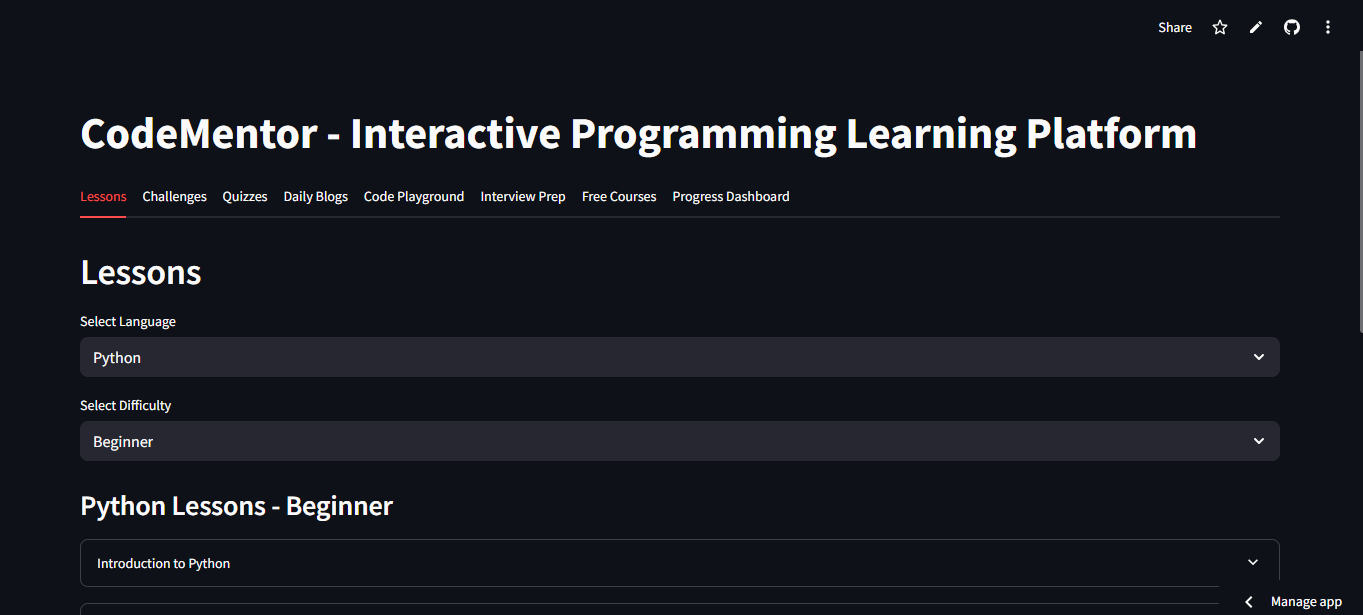 Share
CodeMentor - Interactive Programming Learning Platform
Lessons Challenges Quizzes Daily Blogs Code Playground Interview Prep Free Courses Progress Dashboard
Lessons
Select Language
Python
Select Difficulty
Beginner
Python Lessons - Beginner
Introduction to Python
Manage app